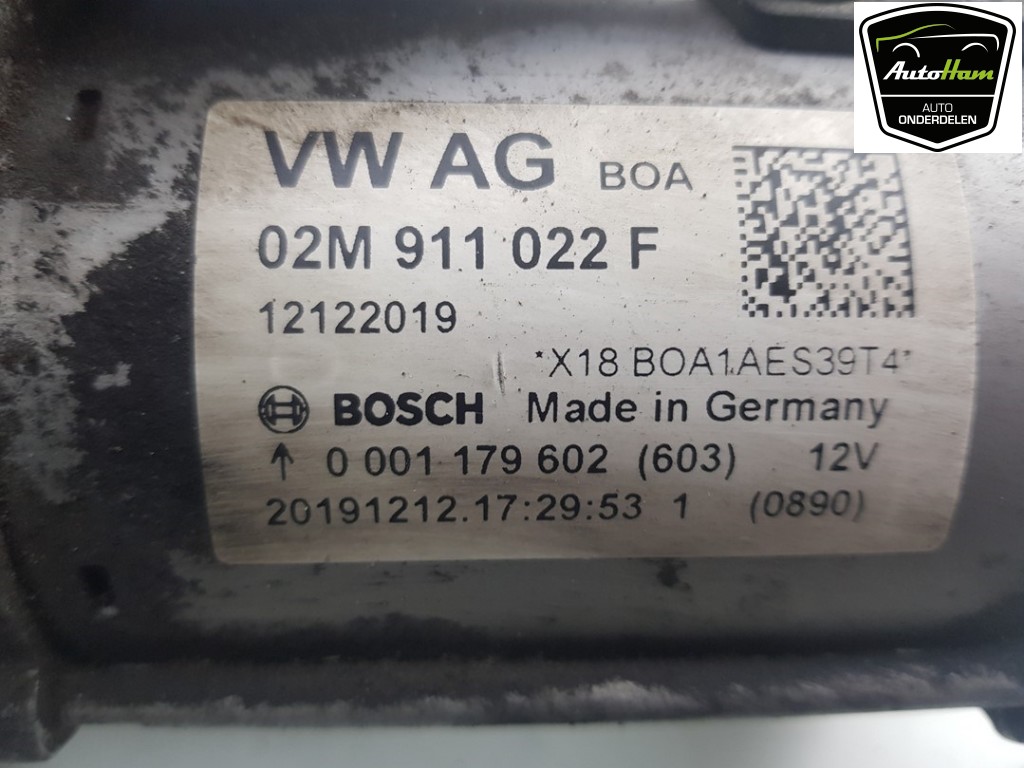 AutoHam
AUTO
ONDERDELEN
VW AG BOA
02M 911 022 F
12122019
*X18 BOA1AES39T4*
BOSCH Made in Germany
↑ 0 001 179 602 (603) 12V
20191212.17:29:53 1 (0890)